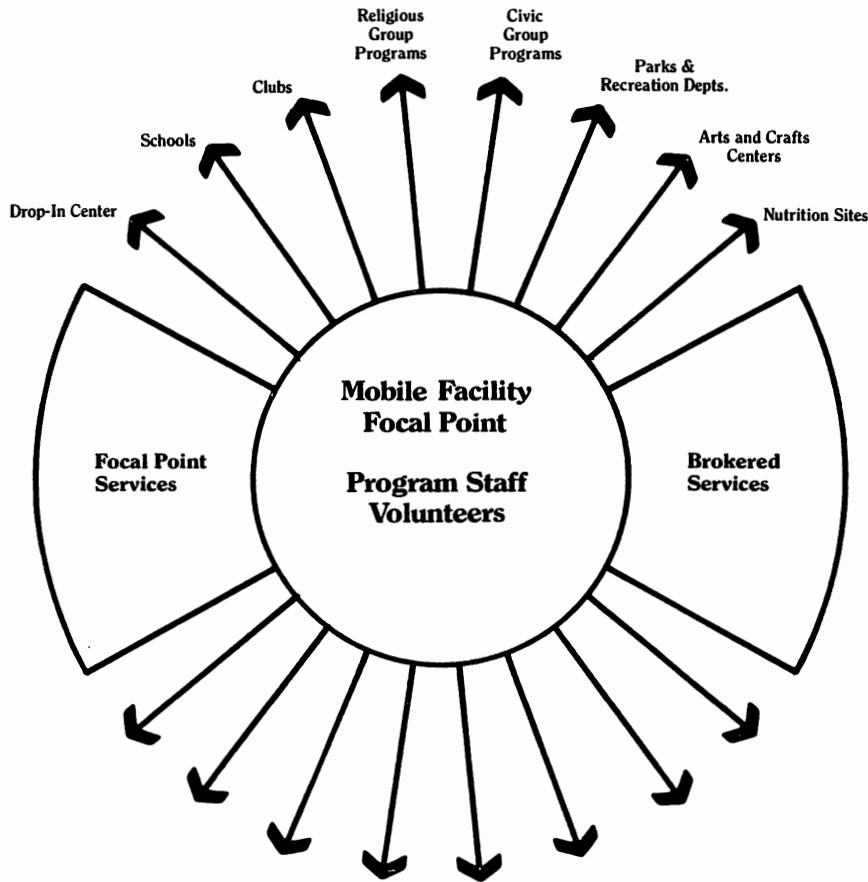 Religious
Group
Programs
Civic
Group
Programs
Clubs
Parks &
Recreation Depts.
Schools
Arts and Crafts
Centers
Drop-In Center
Nutrition Sites
Mobile Facility
Focal Point
Program Staff
Volunteers
Focal Point
Services
Brokered
Services